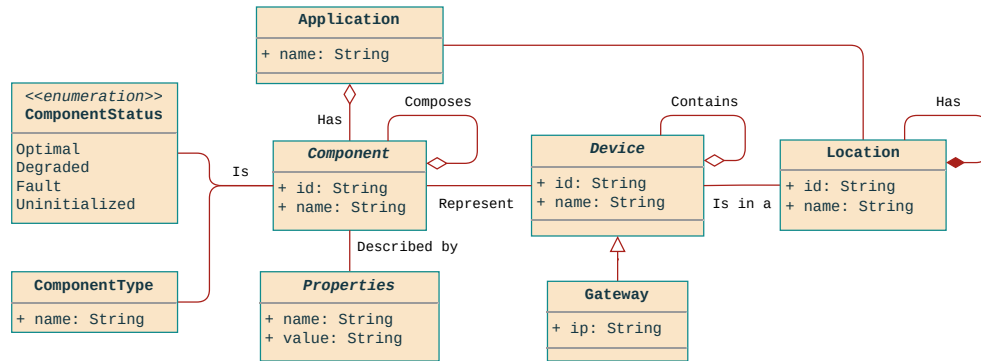 Application
+ name: String
<<enumeration>>
ComponentStatus
Optimal
Degraded
Fault
Uninitialized
Has
Composes
Contains
Has
Is
Component
+ id: String
+ name: String
Represent
Device
+ id: String
+ name: String
Is in a
Location
+ id: String
+ name: String
Described by
ComponentType
+ name: String
Properties
+ name: String
+ value: String
Gateway
+ ip: String